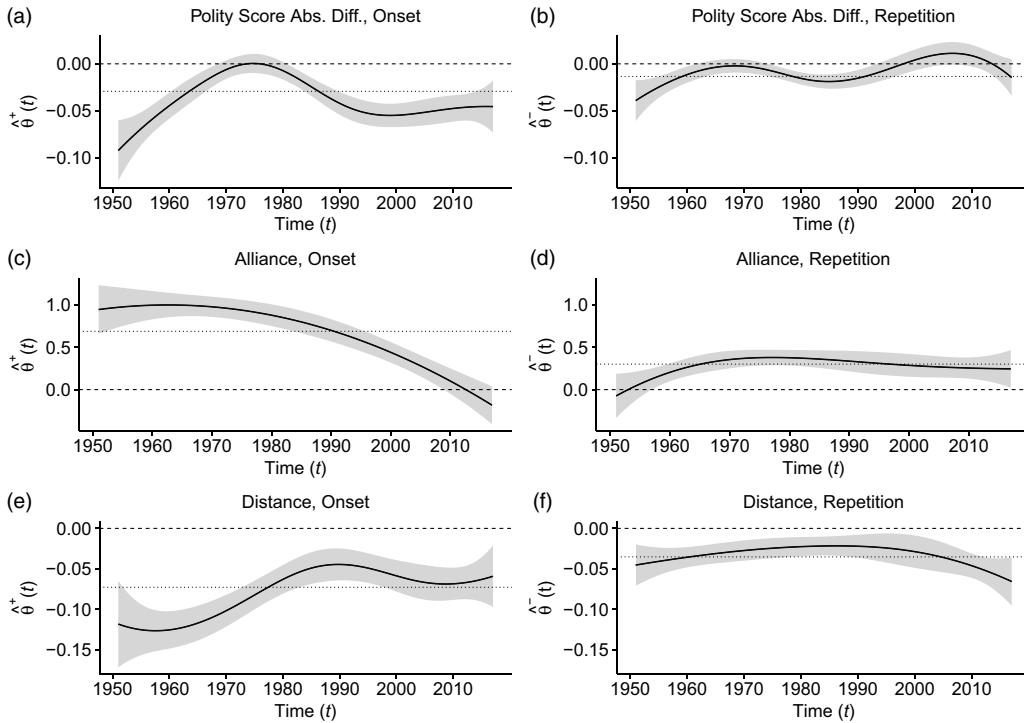 (a)
Polity Score Abs. Diff., Onset
0.00
−0.05
−0.10
θ̂⁺ (t)
1950 1960 1970 1980 1990 2000 2010
Time (t)
(b)
Polity Score Abs. Diff., Repetition
0.00
−0.05
−0.10
θ̂⁻ (t)
1950 1960 1970 1980 1990 2000 2010
Time (t)
(c)
Alliance, Onset
1.0
0.5
0.0
θ̂⁺ (t)
1950 1960 1970 1980 1990 2000 2010
Time (t)
(d)
Alliance, Repetition
1.0
0.5
0.0
θ̂⁻ (t)
1950 1960 1970 1980 1990 2000 2010
Time (t)
(e)
Distance, Onset
0.00
−0.05
−0.10
−0.15
θ̂⁺ (t)
1950 1960 1970 1980 1990 2000 2010
Time (t)
(f)
Distance, Repetition
0.00
−0.05
−0.10
−0.15
θ̂⁻ (t)
1950 1960 1970 1980 1990 2000 2010
Time (t)